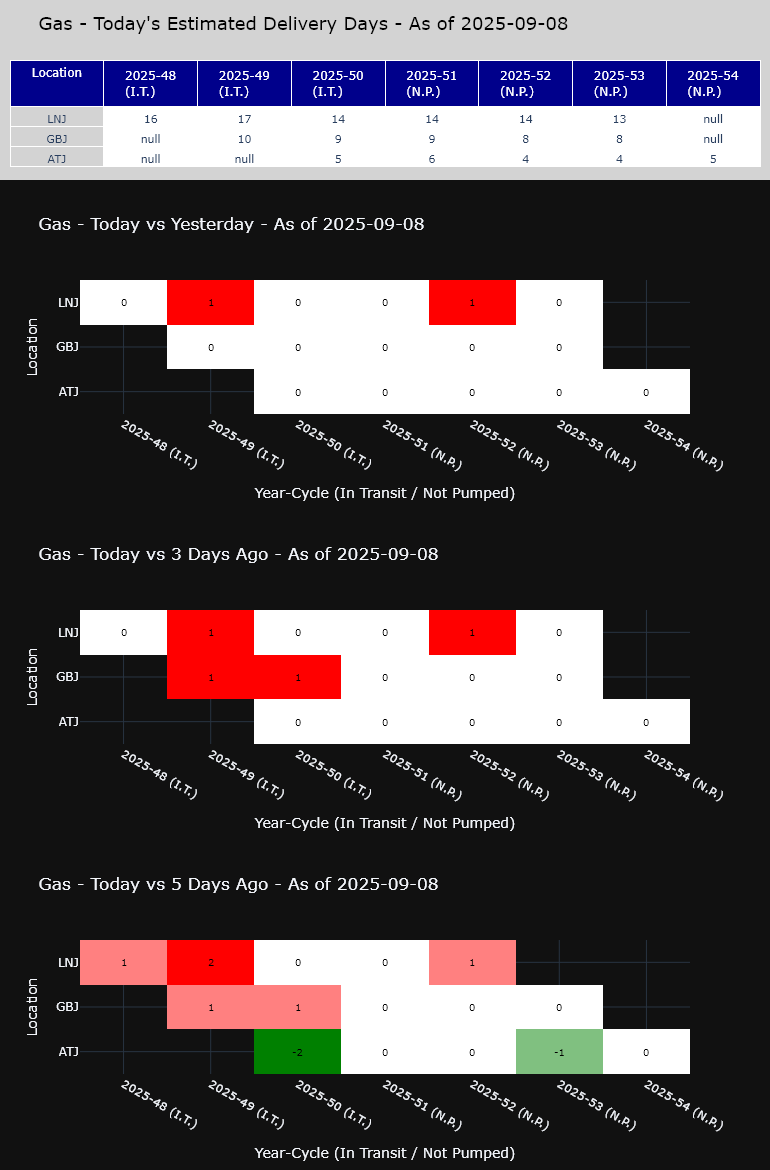 Gas - Today's Estimated Delivery Days - As of 2025-09-08
Location 2025-48 (I.T.) 2025-49 (I.T.) 2025-50 (I.T.) 2025-51 (N.P.) 2025-52 (N.P.) 2025-53 (N.P.) 2025-54 (N.P.)
LNJ 16 17 14 14 14 13 null
GBJ null 10 9 9 8 8 null
ATJ null null 5 6 4 4 5
Gas - Today vs Yesterday - As of 2025-09-08
Location
LNJ 0 1 0 0 1 0
GBJ 0 0 0 0 0
ATJ 0 0 0 0 0
2025-48 (I.T.) 2025-49 (I.T.) 2025-50 (I.T.) 2025-51 (N.P.) 2025-52 (N.P.) 2025-53 (N.P.) 2025-54 (N.P.)
Year-Cycle (In Transit / Not Pumped)
Gas - Today vs 3 Days Ago - As of 2025-09-08
Location
LNJ 0 1 0 0 1 0
GBJ 1 1 0 0 0
ATJ 0 0 0 0 0
2025-48 (I.T.) 2025-49 (I.T.) 2025-50 (I.T.) 2025-51 (N.P.) 2025-52 (N.P.) 2025-53 (N.P.) 2025-54 (N.P.)
Year-Cycle (In Transit / Not Pumped)
Gas - Today vs 5 Days Ago - As of 2025-09-08
Location
LNJ 1 2 0 0 1
GBJ 1 1 0 0 0
ATJ -2 0 0 -1 0
2025-48 (I.T.) 2025-49 (I.T.) 2025-50 (I.T.) 2025-51 (N.P.) 2025-52 (N.P.) 2025-53 (N.P.) 2025-54 (N.P.)
Year-Cycle (In Transit / Not Pumped)